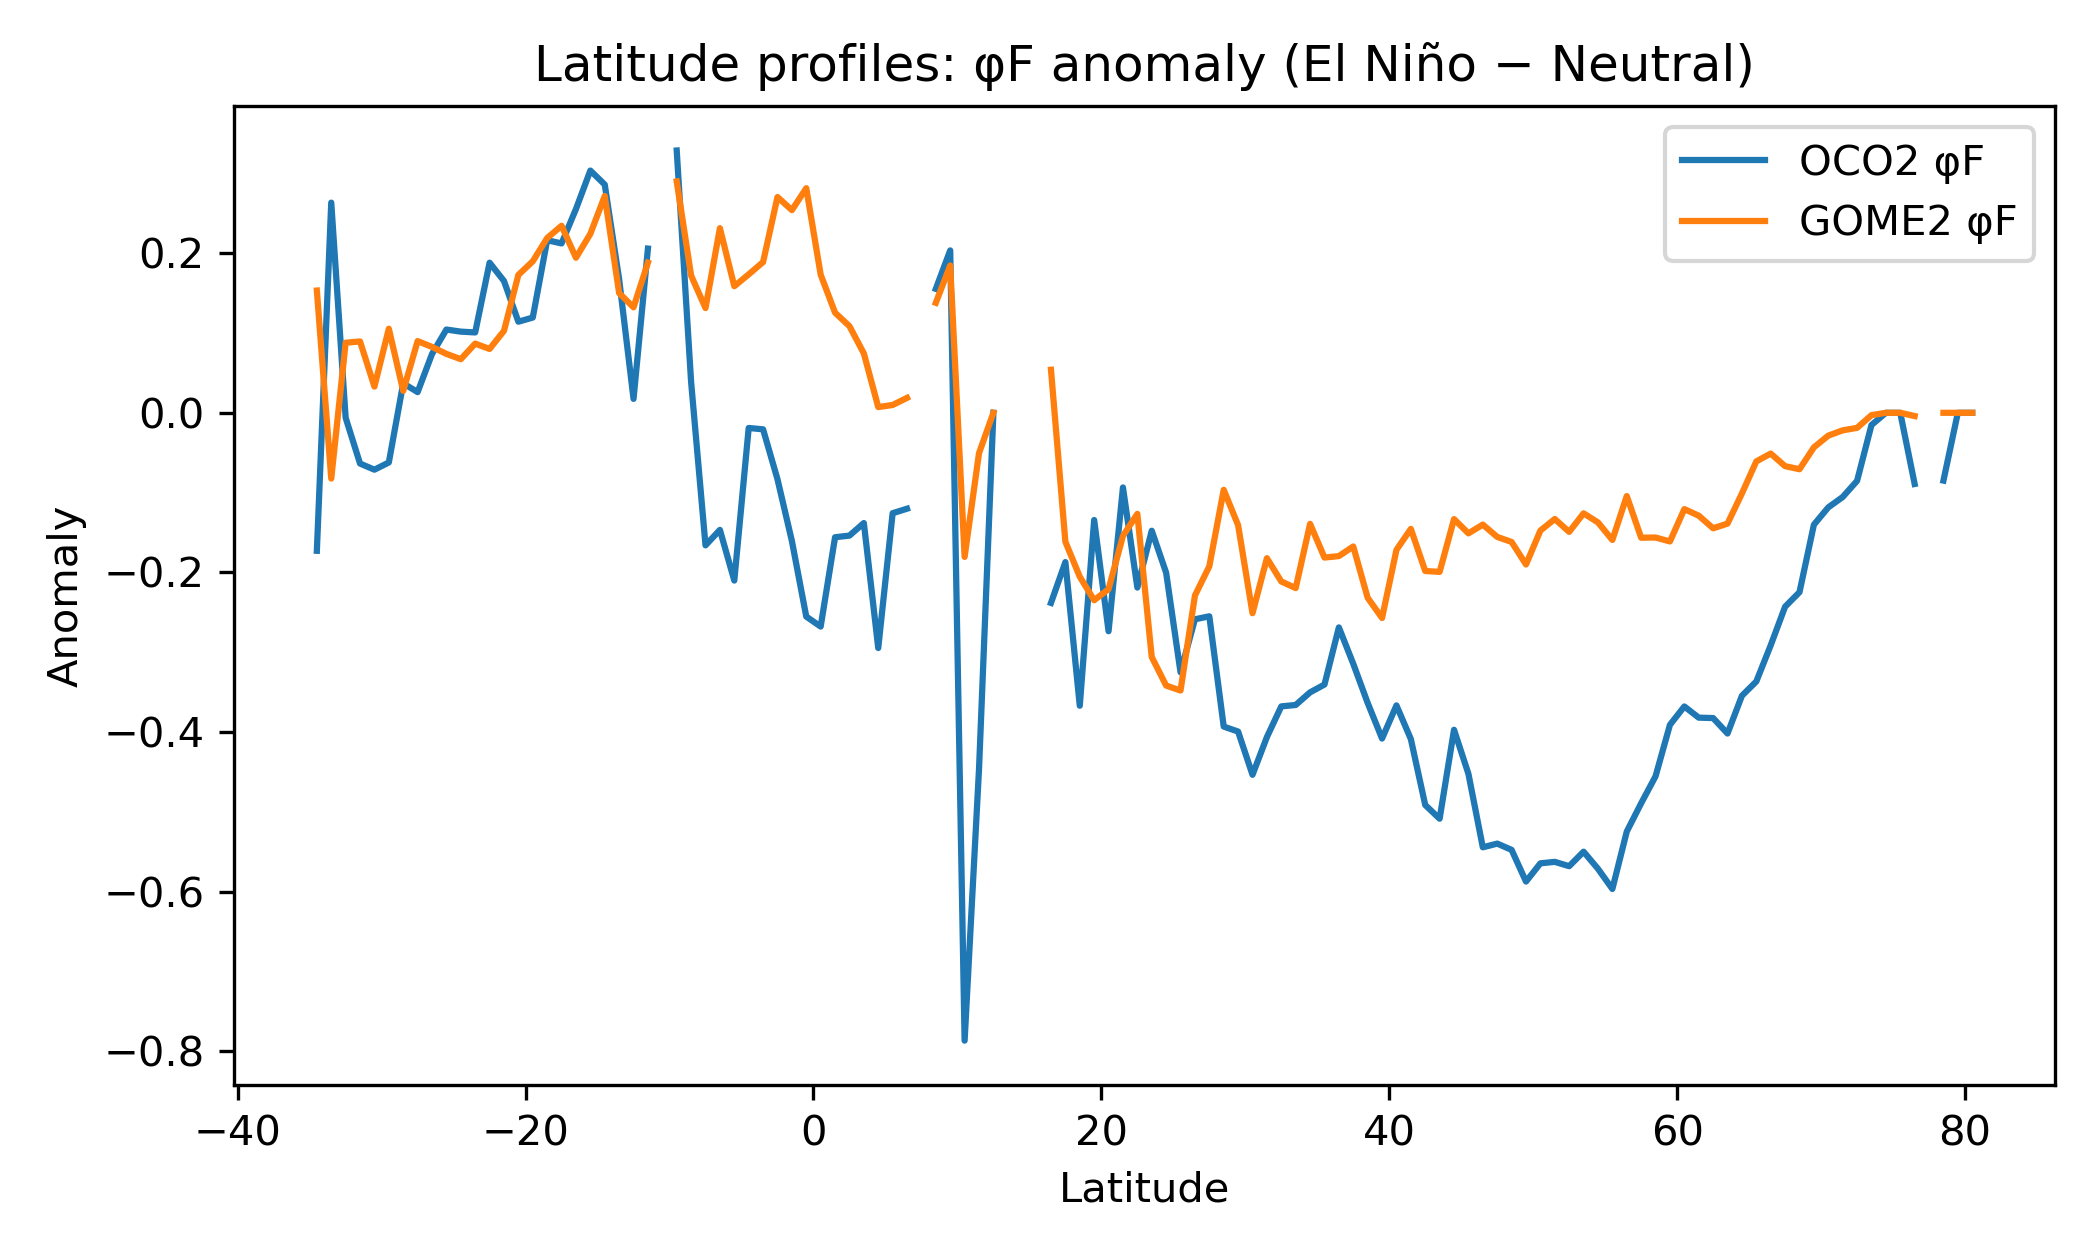 Latitude profiles: φF anomaly (El Niño − Neutral)
OCO2 φF
GOME2 φF
Anomaly
0.2
0.0
−0.2
−0.4
−0.6
−0.8
−40
−20
0
20
40
60
80
Latitude